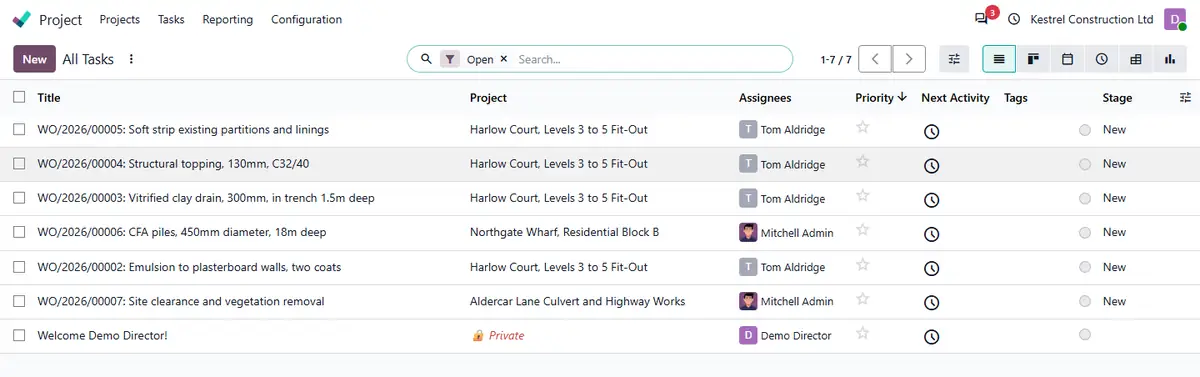 Project Projects Tasks Reporting Configuration 3 Kestrel Construction Ltd D
New All Tasks Open × Search... 1-7 / 7
Title Project Assignees Priority Next Activity Tags Stage
WO/2026/00005: Soft strip existing partitions and linings Harlow Court, Levels 3 to 5 Fit-Out T Tom Aldridge New
WO/2026/00004: Structural topping, 130mm, C32/40 Harlow Court, Levels 3 to 5 Fit-Out T Tom Aldridge New
WO/2026/00003: Vitrified clay drain, 300mm, in trench 1.5m deep Harlow Court, Levels 3 to 5 Fit-Out T Tom Aldridge New
WO/2026/00006: CFA piles, 450mm diameter, 18m deep Northgate Wharf, Residential Block B Mitchell Admin New
WO/2026/00002: Emulsion to plasterboard walls, two coats Harlow Court, Levels 3 to 5 Fit-Out T Tom Aldridge New
WO/2026/00007: Site clearance and vegetation removal Aldercar Lane Culvert and Highway Works Mitchell Admin New
Welcome Demo Director! Private D Demo Director